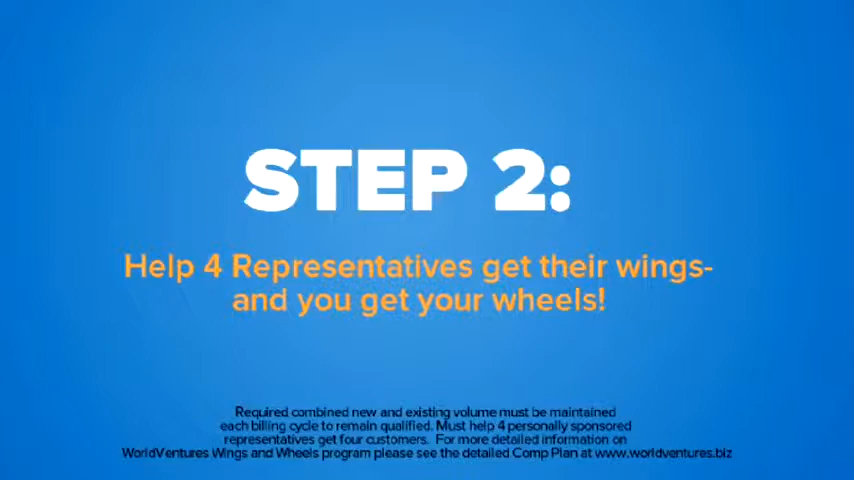 STEP 2:
Help 4 Representatives get their wings-
and you get your wheels!
Required combined new and existing volume must be maintained
each billing cycle to remain qualified. Must help 4 personally sponsored
representatives get four customers. For more detailed information on
WorldVentures Wings and Wheels program please see the detailed Comp Plan at www.worldventures.biz